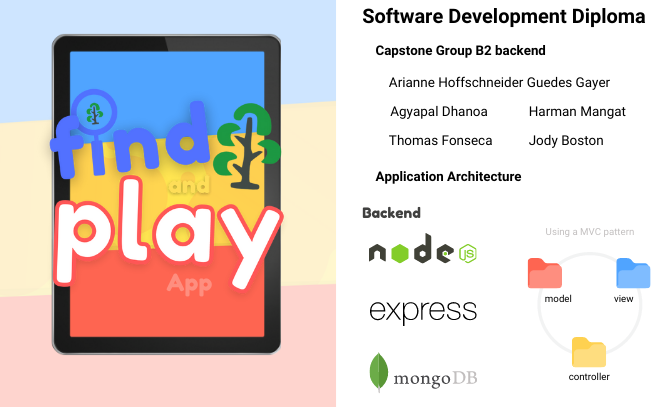 find
and
play
App
Software Development Diploma
Capstone Group B2 backend
Arianne Hoffschneider Guedes Gayer
Agyapal Dhanoa Harman Mangat
Thomas Fonseca Jody Boston
Application Architecture
Backend
node JS
express
mongoDB
Using a MVC pattern
model view
controller